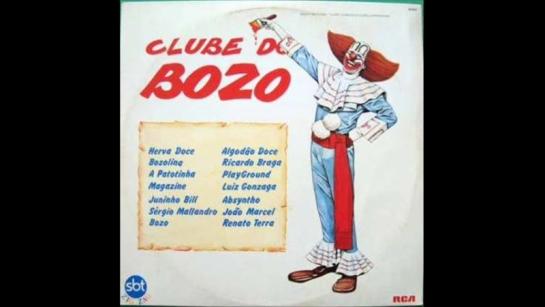 CLUBE DO
BOZO
Herva Doce
Bozolina
A Patotinha
Magazine
Juninho Bill
Sérgio Mallandro
Bozo
Algodão Doce
Ricardo Braga
PlayGround
Luiz Gonzaga
Absyntho
João Marcel
Renato Terra
sbt
RCA